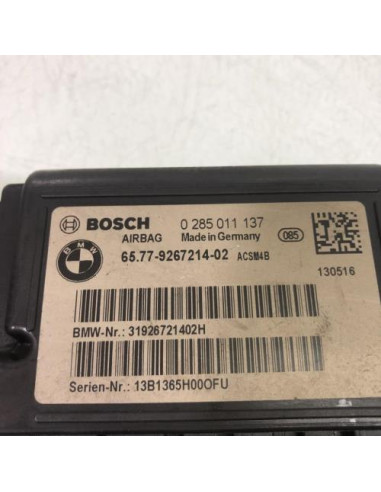 BOSCH 0 285 011 137
AIRBAG Made in Germany 085
BMW 65.77-9267214-02 ACSM4B
130516
BMW-Nr.: 31926721402H
Serien-Nr.: 13B1365H00OFU